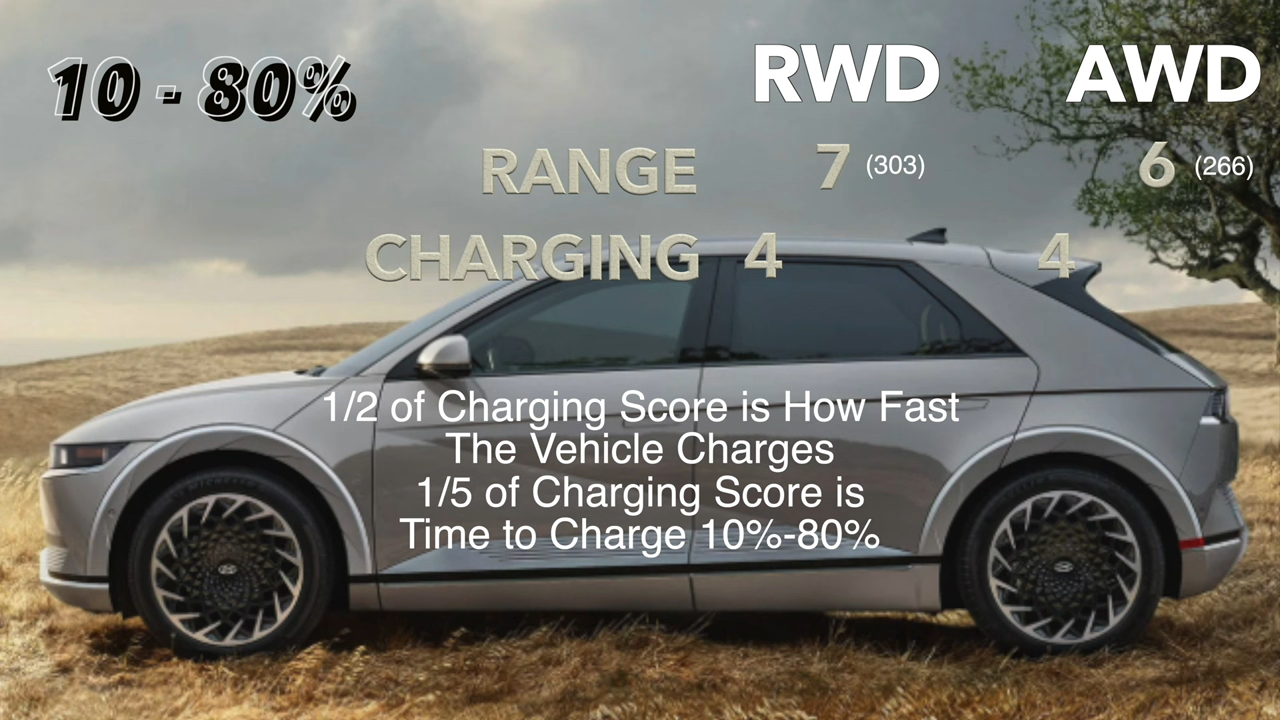 10 - 80% RWD AWD
RANGE 7 (303) 6 (266)
CHARGING 4 4
1/2 of Charging Score is How Fast
The Vehicle Charges
1/5 of Charging Score is
Time to Charge 10%-80%